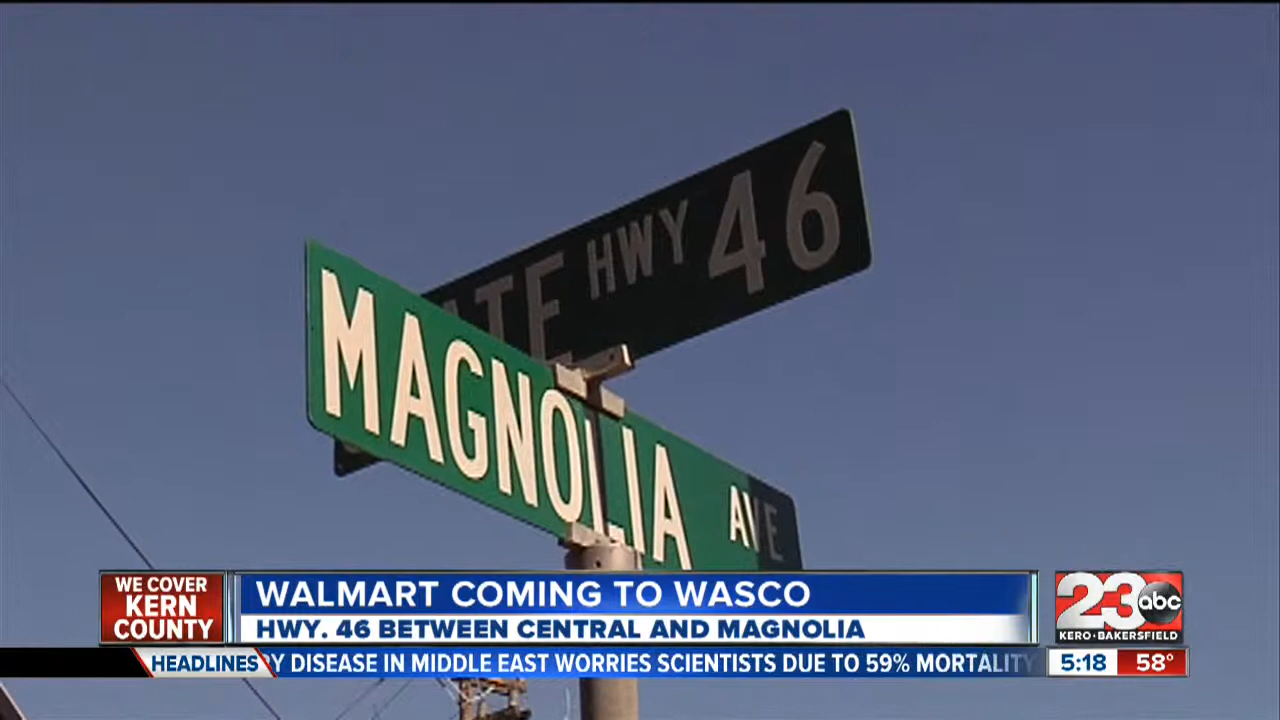 ATE HWY 46
MAGNOLIA AVE
WE COVER
KERN
COUNTY
WALMART COMING TO WASCO
HWY. 46 BETWEEN CENTRAL AND MAGNOLIA
23 abc
KERO·BAKERSFIELD
HEADLINES
Y DISEASE IN MIDDLE EAST WORRIES SCIENTISTS DUE TO 59% MORTALITY
5:18 58°